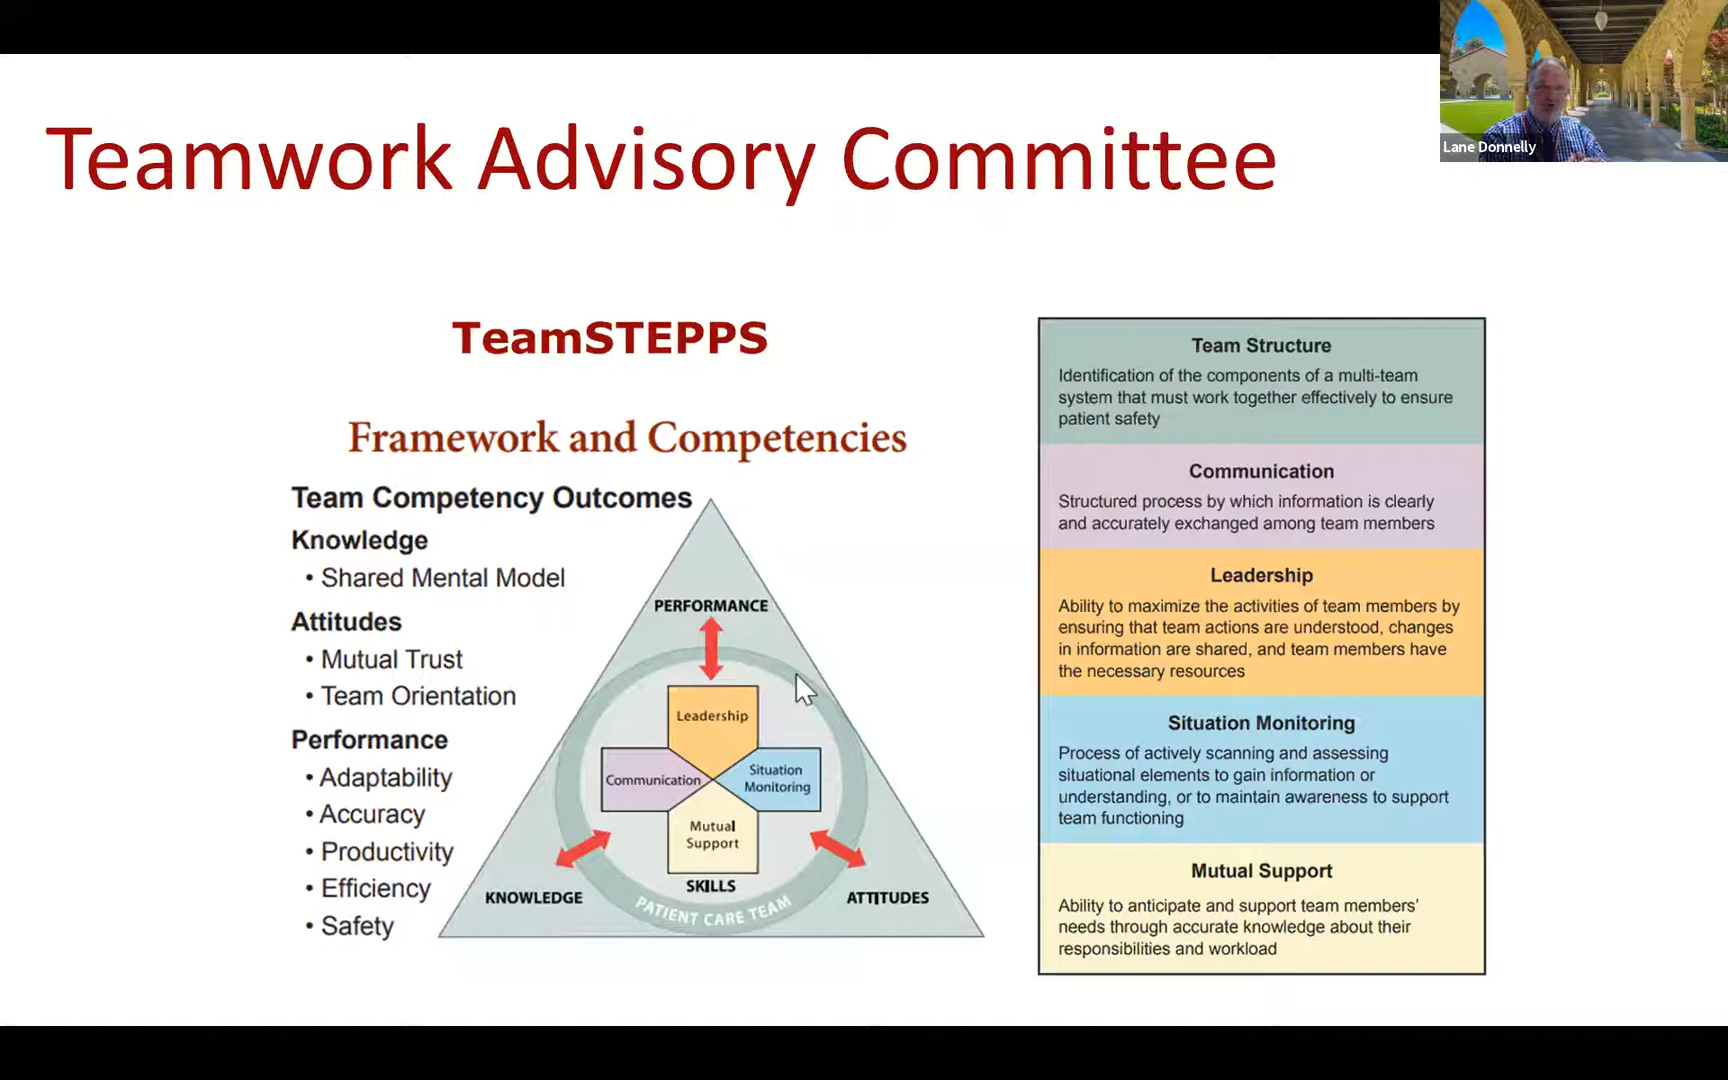 Teamwork Advisory Committee
Lane Donnelly
TeamSTEPPS
Framework and Competencies
Team Competency Outcomes
Knowledge
• Shared Mental Model
Attitudes
• Mutual Trust
• Team Orientation
Performance
• Adaptability
• Accuracy
• Productivity
• Efficiency
• Safety
PERFORMANCE
Leadership
Communication
Situation
Monitoring
Mutual
Support
SKILLS
KNOWLEDGE
ATTITUDES
PATIENT CARE TEAM
Team Structure
Identification of the components of a multi-team
system that must work together effectively to ensure
patient safety
Communication
Structured process by which information is clearly
and accurately exchanged among team members
Leadership
Ability to maximize the activities of team members by
ensuring that team actions are understood, changes
in information are shared, and team members have
the necessary resources
Situation Monitoring
Process of actively scanning and assessing
situational elements to gain information or
understanding, or to maintain awareness to support
team functioning
Mutual Support
Ability to anticipate and support team members’
needs through accurate knowledge about their
responsibilities and workload